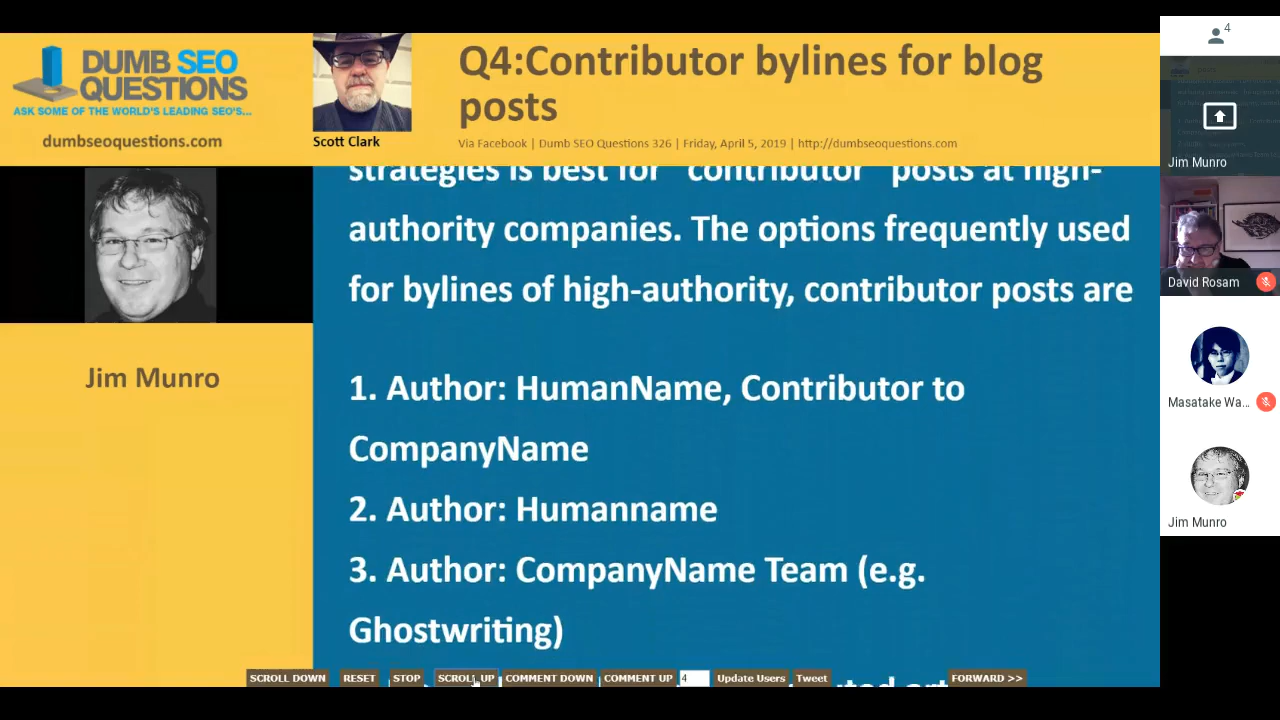 DUMB SEO
QUESTIONS
ASK SOME OF THE WORLD'S LEADING SEO'S...
dumbseoquestions.com
Scott Clark
Q4:Contributor bylines for blog
posts
Via Facebook | Dumb SEO Questions 326 | Friday, April 5, 2019 | http://dumbseoquestions.com
Jim Munro
strategies is best for "contributor" posts at high-
authority companies. The options frequently used
for bylines of high-authority, contributor posts are
1. Author: HumanName, Contributor to
CompanyName
2. Author: Humanname
3. Author: CompanyName Team (e.g.
Ghostwriting)
SCROLL DOWN RESET STOP SCROLL UP COMMENT DOWN COMMENT UP 4 Update Users Tweet FORWARD >>
4
Jim Munro
David Rosam
Masatake Wa...
Jim Munro